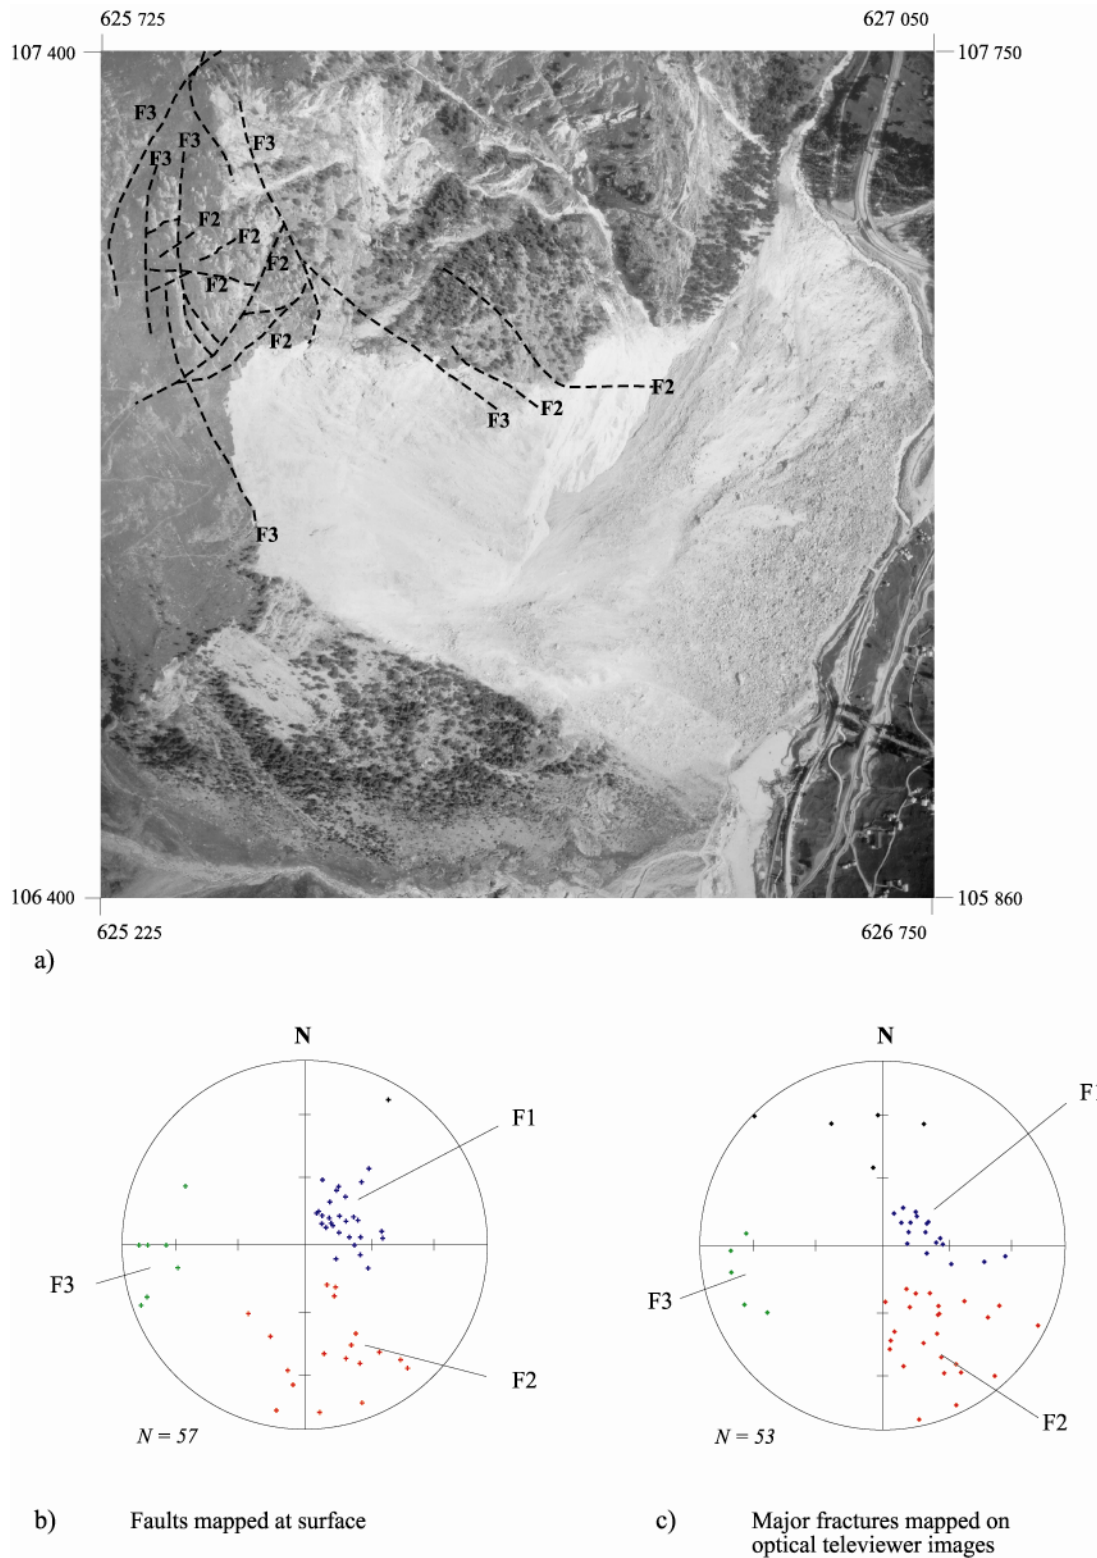 625 725
627 050
107 400
107 750
F3
F3
F3
F3
F2
F2
F2
F2
F2
F2
F2
F3
F3
106 400
105 860
625 225
626 750
a)
N
N
F1
F1
F3
F3
F2
F2
N = 57
N = 53
b) Faults mapped at surface
c) Major fractures mapped on
optical televiewer images